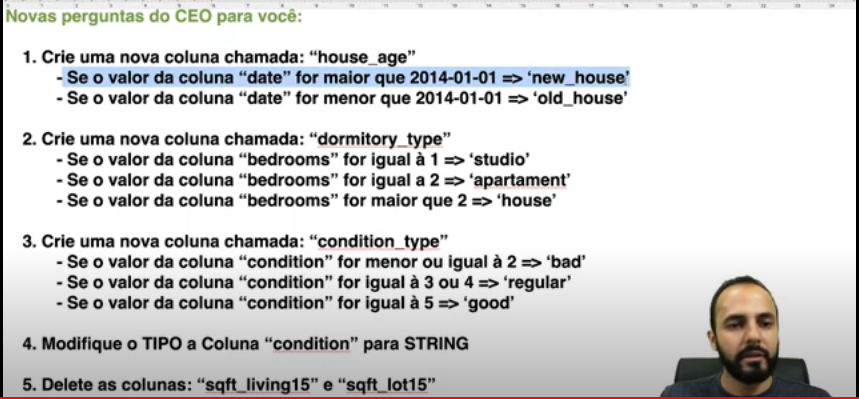 Novas perguntas do CEO para você:
1. Crie uma nova coluna chamada: “house_age”
- Se o valor da coluna “date” for maior que 2014-01-01 => ‘new_house’
- Se o valor da coluna “date” for menor que 2014-01-01 => ‘old_house’
2. Crie uma nova coluna chamada: “dormitory_type”
- Se o valor da coluna “bedrooms” for igual à 1 => ‘studio’
- Se o valor da coluna “bedrooms” for igual a 2 => ‘apartament’
- Se o valor da coluna “bedrooms” for maior que 2 => ‘house’
3. Crie uma nova coluna chamada: “condition_type”
- Se o valor da coluna “condition” for menor ou igual à 2 => ‘bad’
- Se o valor da coluna “condition” for igual à 3 ou 4 => ‘regular’
- Se o valor da coluna “condition” for igual à 5 => ‘good’
4. Modifique o TIPO a Coluna “condition” para STRING
5. Delete as colunas: “sqft_living15” e “sqft_lot15”